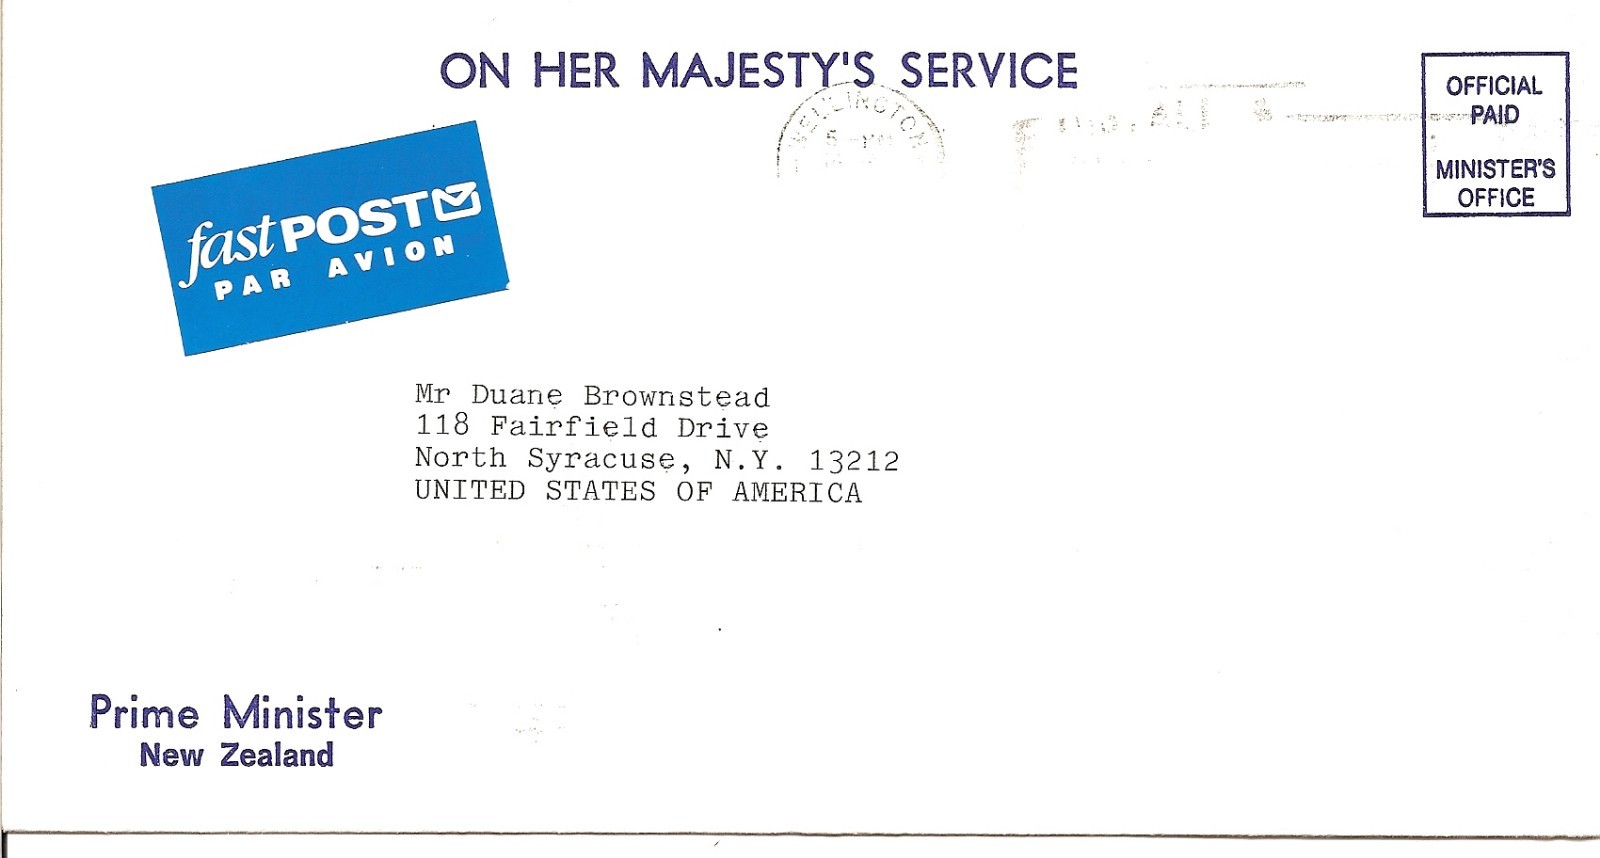 ON HER MAJESTY'S SERVICE
WELLINGTON
OFFICIAL
PAID
MINISTER'S
OFFICE
fastPOST
PAR AVION
Mr Duane Brownstead
118 Fairfield Drive
North Syracuse, N.Y. 13212
UNITED STATES OF AMERICA
Prime Minister
New Zealand